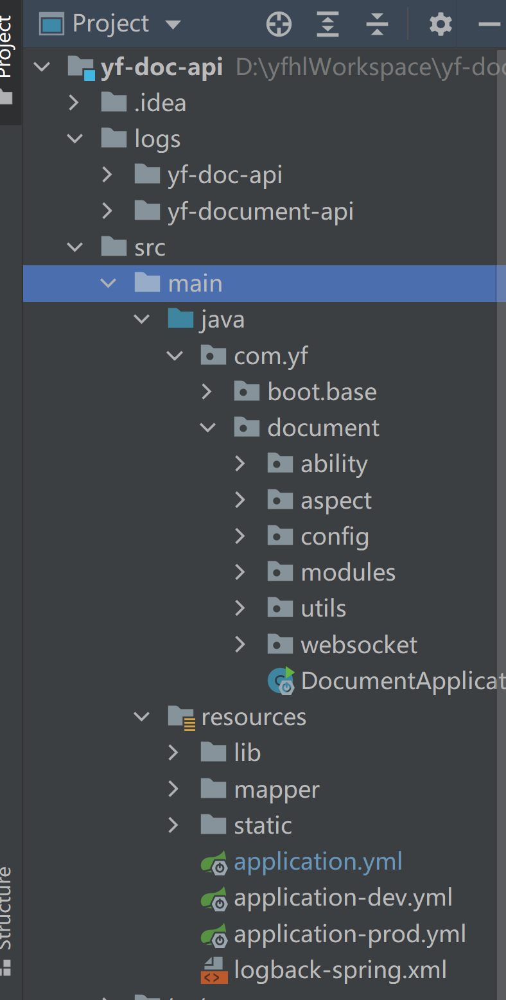 Project
Project
yf-doc-api D:\yfhlWorkspace\yf-doc
.idea
logs
yf-doc-api
yf-document-api
src
main
java
com.yf
boot.base
document
ability
aspect
config
modules
utils
websocket
DocumentApplicat
resources
lib
mapper
static
application.yml
application-dev.yml
application-prod.yml
logback-spring.xml
Structure